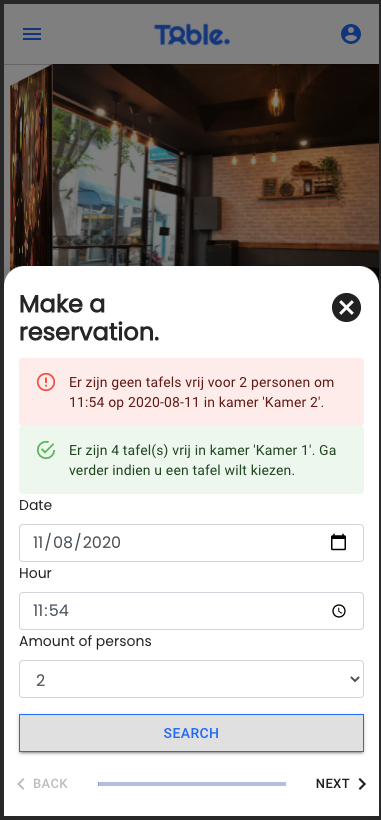 Table.
Make a
reservation.
Er zijn geen tafels vrij voor 2 personen om
11:54 op 2020-08-11 in kamer 'Kamer 2'.
Er zijn 4 tafel(s) vrij in kamer 'Kamer 1'. Ga
verder indien u een tafel wilt kiezen.
Date
11/08/2020
Hour
11:54
Amount of persons
2
SEARCH
BACK
NEXT